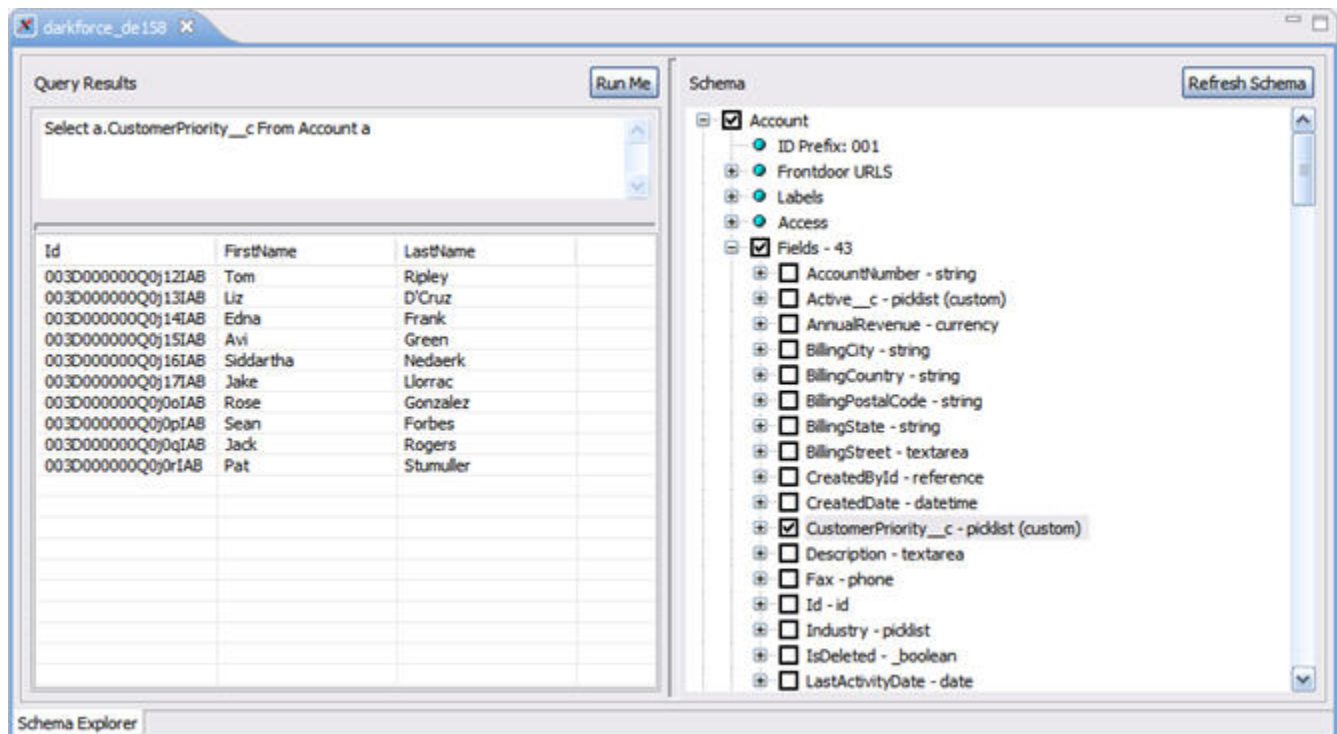 darkforce_de158
Query Results
Run Me
Select a.CustomerPriority__c From Account a
Id FirstName LastName
003D000000Q0j12IAB Tom Ripley
003D000000Q0j13IAB Liz D'Cruz
003D000000Q0j14IAB Edna Frank
003D000000Q0j15IAB Avi Green
003D000000Q0j16IAB Siddartha Nedaerk
003D000000Q0j17IAB Jake Llorrac
003D000000Q0j0oIAB Rose Gonzalez
003D000000Q0j0pIAB Sean Forbes
003D000000Q0j0qIAB Jack Rogers
003D000000Q0j0rIAB Pat Stumuller
Schema
Refresh Schema
Account
ID Prefix: 001
Frontdoor URLS
Labels
Access
Fields - 43
AccountNumber - string
Active__c - picklist (custom)
AnnualRevenue - currency
BillingCity - string
BillingCountry - string
BillingPostalCode - string
BillingState - string
BillingStreet - textarea
CreatedById - reference
CreatedDate - datetime
CustomerPriority__c - picklist (custom)
Description - textarea
Fax - phone
Id - id
Industry - picklist
IsDeleted - _boolean
LastActivityDate - date
Schema Explorer